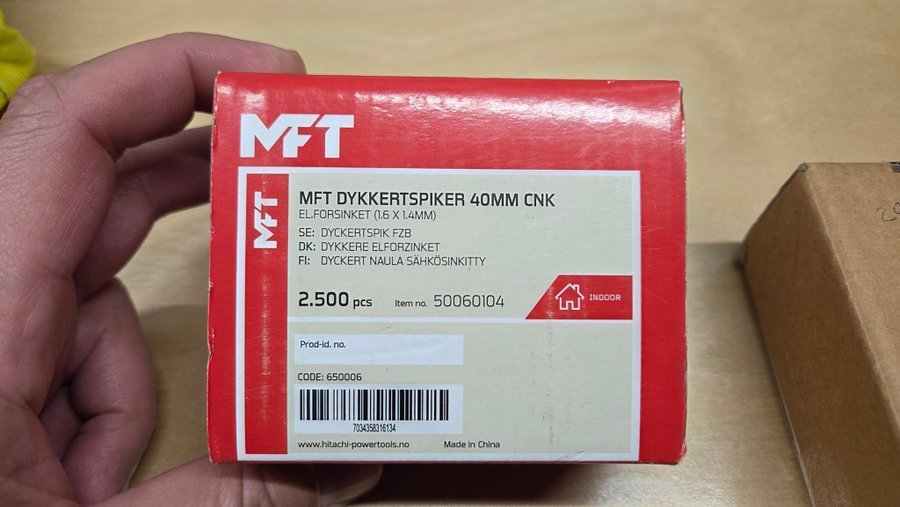 MFT
MFT
MFT DYKKERTSPIKER 40MM CNK
EL.FORSINKET (1.6 X 1.4MM)
SE: DYCKERTSPIK FZB
DK: DYKKERE ELFORZINKET
FI: DYCKERT NAULA SÄHKÖSINKITTY
2.500 pcs Item no. 50060104
INDOOR
Prod-id. no.
CODE: 650006
7034358316134
www.hitachi-powertools.no Made in China